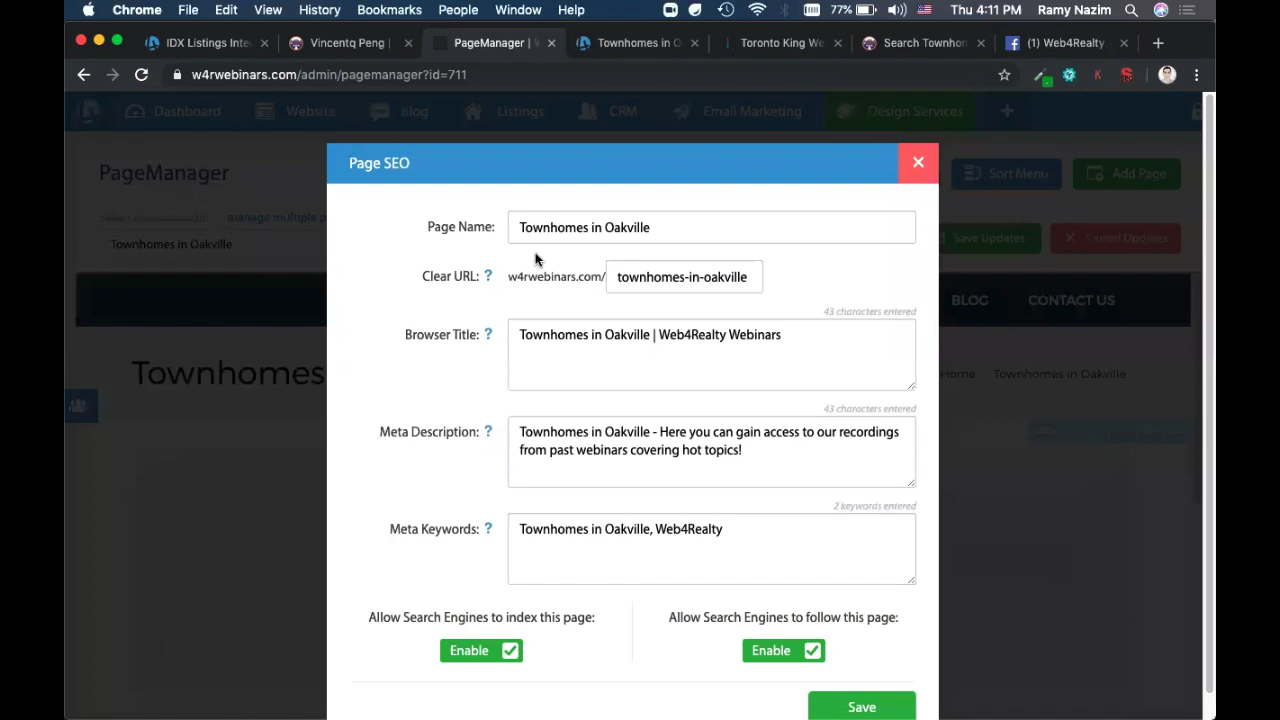 Chrome File Edit View History Bookmarks People Window Help 77% Thu 4:11 PM Ramy Nazim
IDX Listings Inte Vincentq Peng | PageManager | Townhomes in O Toronto King We Search Townhom (1) Web4Realty
w4rwebinars.com/admin/pagemanager?id=711
Dashboard Website Blog Listings CRM Email Marketing Design Services
Page SEO
PageManager Sort Menu Add Page
manage multiple p
Townhomes in Oakville Save Updates Cancel Updates
Page Name: Townhomes in Oakville
Clear URL: ? w4rwebinars.com/ townhomes-in-oakville
BLOG CONTACT US
43 characters entered
Browser Title: ? Townhomes in Oakville | Web4Realty Webinars
Townhomes Home Townhomes in Oakville
43 characters entered
Meta Description: ? Townhomes in Oakville - Here you can gain access to our recordings
from past webinars covering hot topics!
2 keywords entered
Meta Keywords: ? Townhomes in Oakville, Web4Realty
Allow Search Engines to index this page: Allow Search Engines to follow this page:
Enable Enable
Save